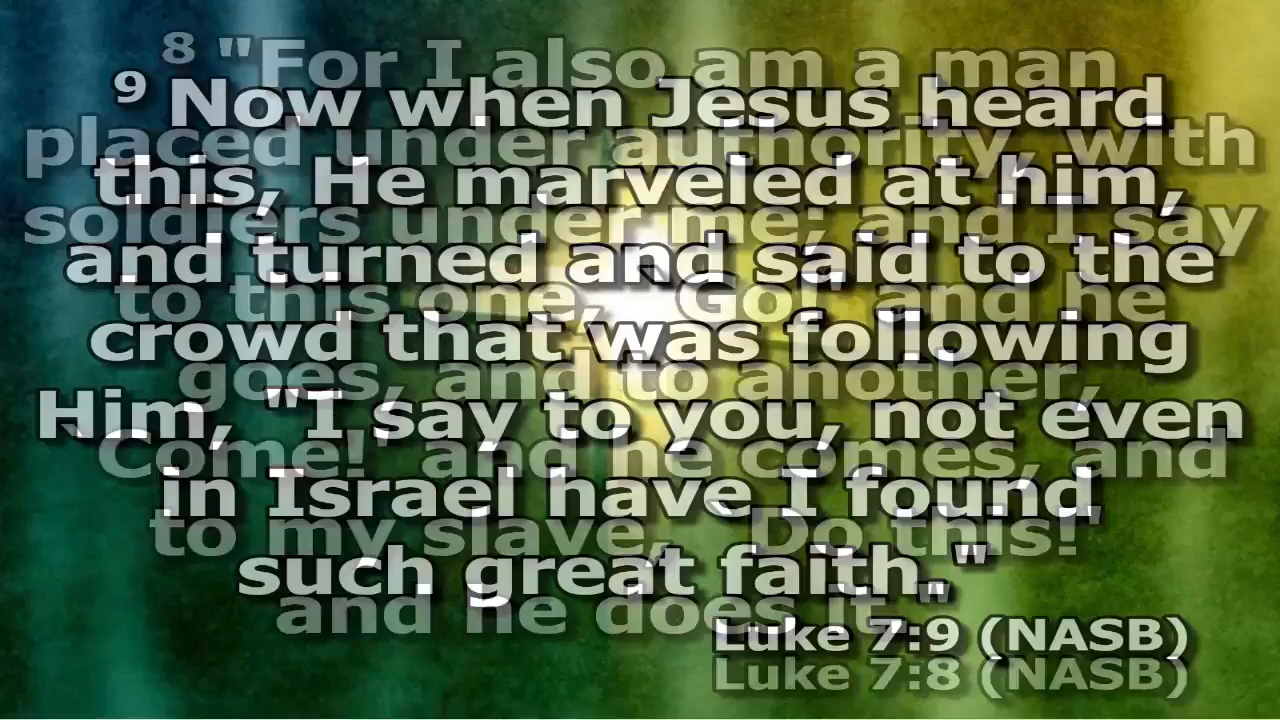 8 "For I also am a man
placed under authority, with
soldiers under me; and I say
to this one, 'Go!' and he
goes, and to another,
'Come!' and he comes, and
to my slave, 'Do this!'
and he does it."
Luke 7:8 (NASB)
9 Now when Jesus heard
this, He marveled at him,
and turned and said to the
crowd that was following
Him, "I say to you, not even
in Israel have I found
such great faith."
Luke 7:9 (NASB)